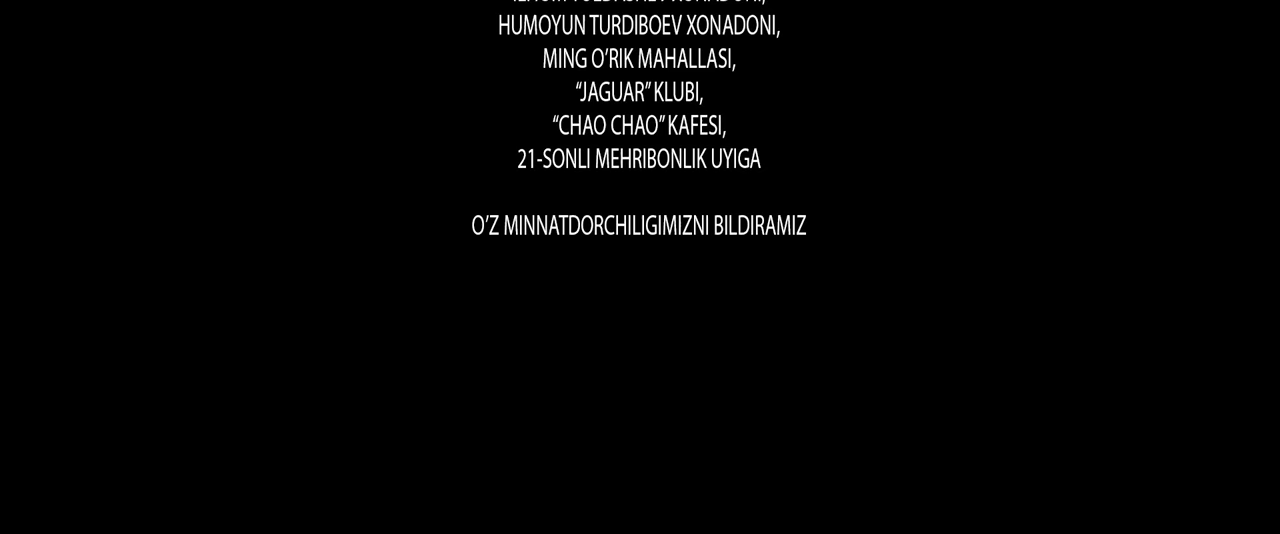 HUMOYUN TURDIBOEV XONADONI,
MING O’RIK MAHALLASI,
“JAGUAR” KLUBI,
“CHAO CHAO” KAFESI,
21-SONLI MEHRIBONLIK UYIGA
O’Z MINNATDORCHILIGIMIZNI BILDIRAMIZ